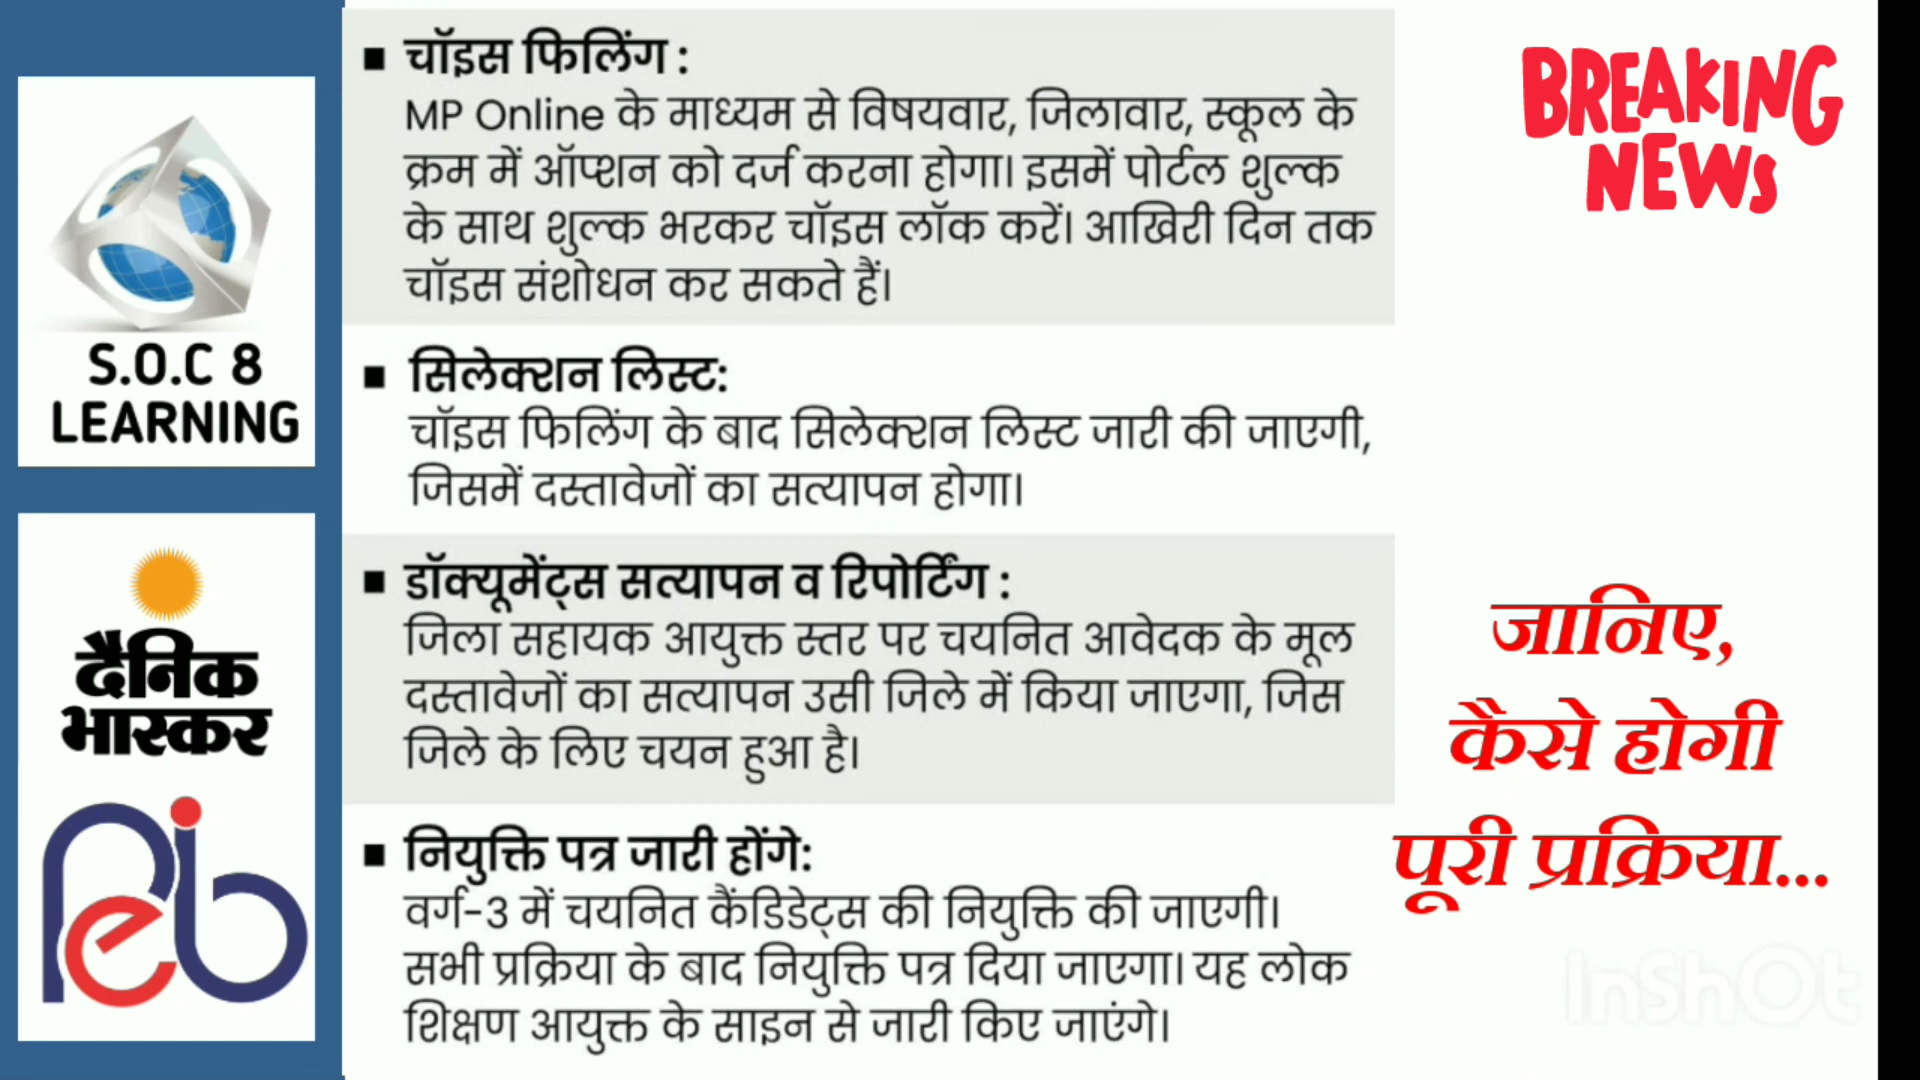 S.O.C 8
LEARNING
दैनिक
भास्कर
Peb
■ चॉइस फिलिंग :
MP Online के माध्यम से विषयवार, जिलावार, स्कूल के
क्रम में ऑप्शन को दर्ज करना होगा। इसमें पोर्टल शुल्क
के साथ शुल्क भरकर चॉइस लॉक करें। आखिरी दिन तक
चॉइस संशोधन कर सकते हैं।
■ सिलेक्शन लिस्ट:
चॉइस फिलिंग के बाद सिलेक्शन लिस्ट जारी की जाएगी,
जिसमें दस्तावेजों का सत्यापन होगा।
■ डॉक्यूमेंट्स सत्यापन व रिपोर्टिंग :
जिला सहायक आयुक्त स्तर पर चयनित आवेदक के मूल
दस्तावेजों का सत्यापन उसी जिले में किया जाएगा, जिस
जिले के लिए चयन हुआ है।
■ नियुक्ति पत्र जारी होंगे:
वर्ग-3 में चयनित कैंडिडेट्स की नियुक्ति की जाएगी।
सभी प्रक्रिया के बाद नियुक्ति पत्र दिया जाएगा। यह लोक
शिक्षण आयुक्त के साइन से जारी किए जाएंगे।
BREAKING
NEWS
जानिए,
कैसे होगी
पूरी प्रक्रिया...
InShOt